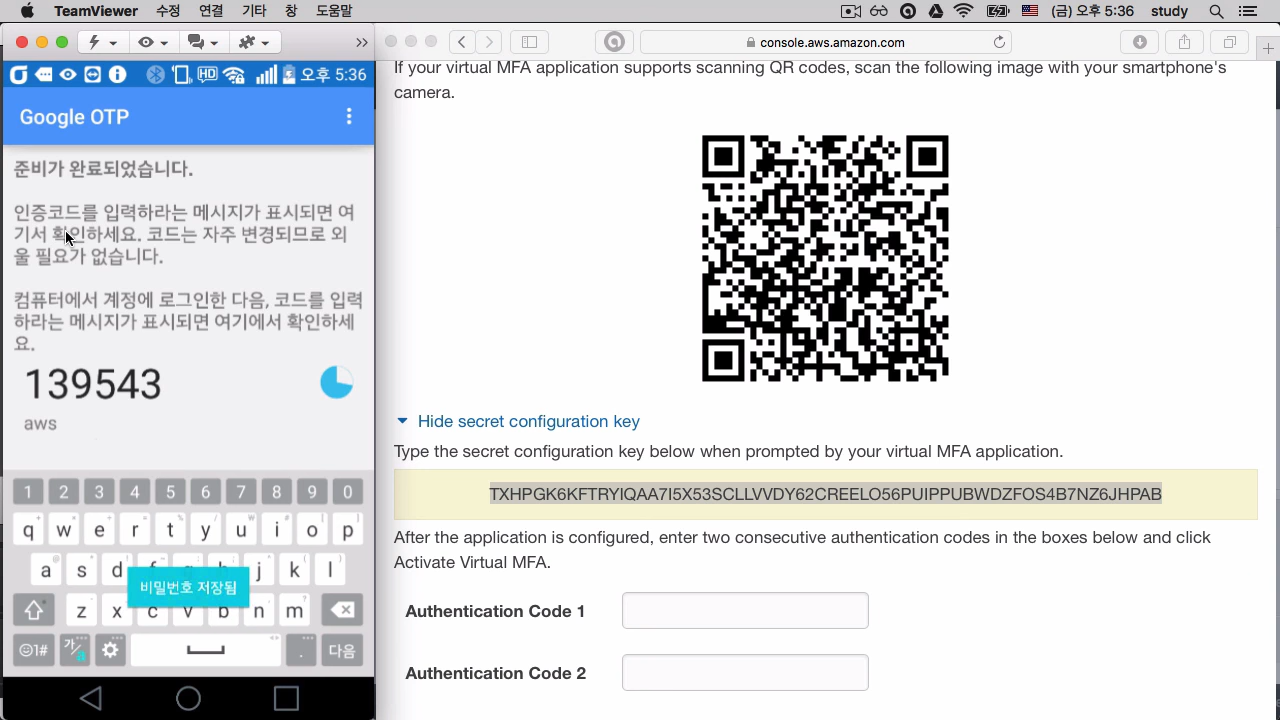 TeamViewer 수정 연결 기타 창 도움말 (금) 오후 5:36 study
console.aws.amazon.com
HD 오후 5:36
Google OTP
준비가 완료되었습니다.
인증코드를 입력하라는 메시지가 표시되면 여
기서 확인하세요. 코드는 자주 변경되므로 외
울 필요가 없습니다.
컴퓨터에서 계정에 로그인한 다음, 코드를 입력
하라는 메시지가 표시되면 여기에서 확인하세
요.
139543
aws
1 2 3 4 5 6 7 8 9 0
q w e r t y u i o p
a s d f g h j k l
비밀번호 저장됨
z x c v b n m
☺1# 가/a . 다음
If your virtual MFA application supports scanning QR codes, scan the following image with your smartphone's
camera.
Hide secret configuration key
Type the secret configuration key below when prompted by your virtual MFA application.
TXHPGK6KFTRYIQAA7I5X53SCLLVVDY62CREELO56PUIPPUBWDZFOS4B7NZ6JHPAB
After the application is configured, enter two consecutive authentication codes in the boxes below and click
Activate Virtual MFA.
Authentication Code 1
Authentication Code 2